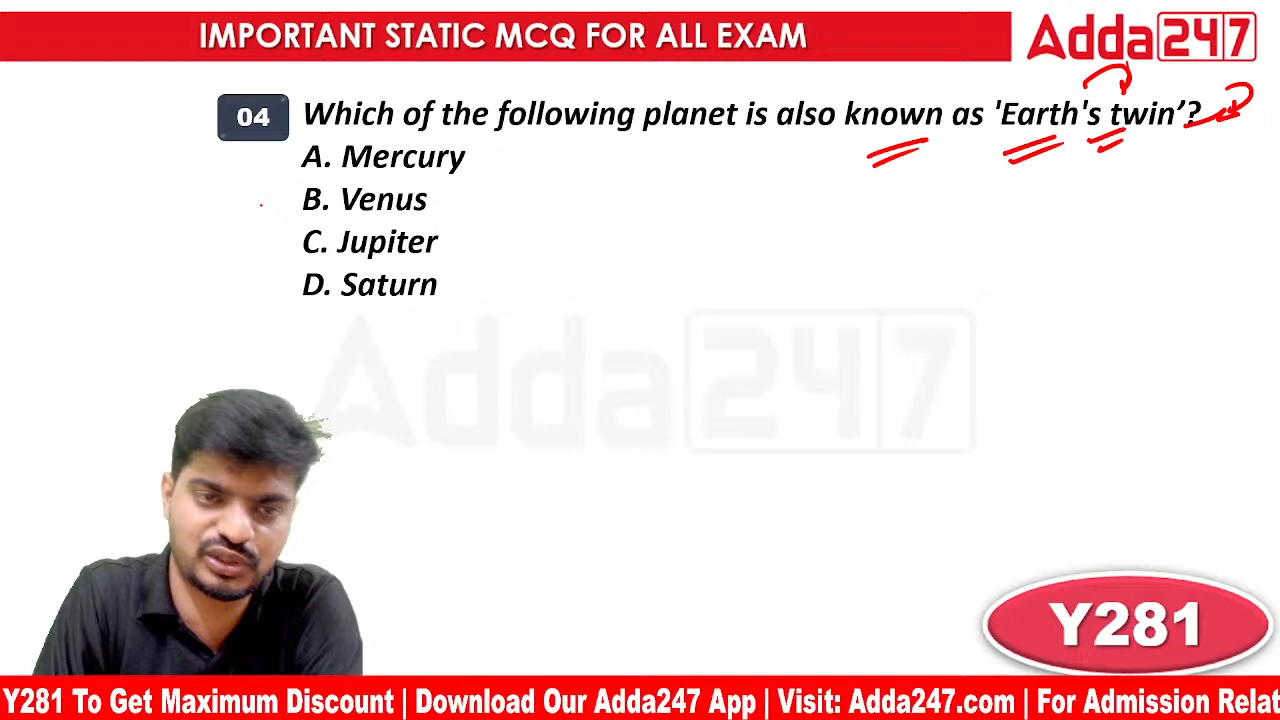 IMPORTANT STATIC MCQ FOR ALL EXAM
Adda247
04 Which of the following planet is also known as 'Earth's twin’?
A. Mercury
B. Venus
C. Jupiter
D. Saturn
Adda247
Y281
Y281 To Get Maximum Discount | Download Our Adda247 App | Visit: Adda247.com | For Admission Relat